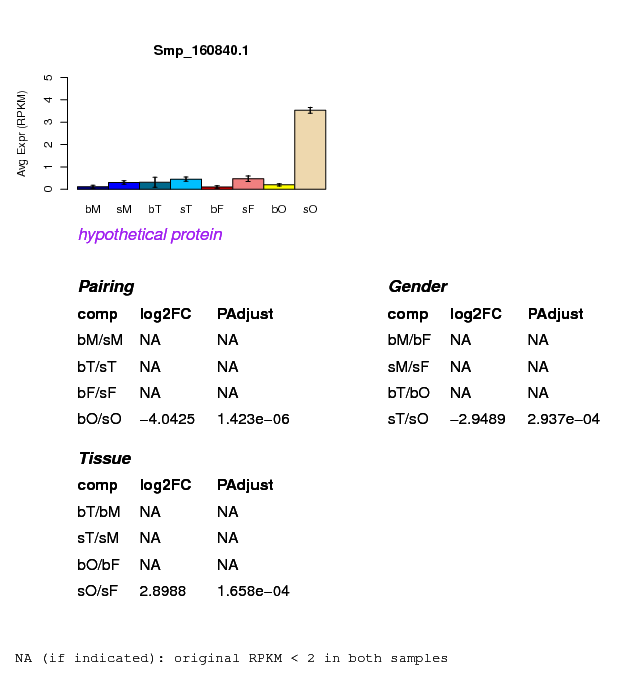 Smp_160840.1
Avg Expr (RPKM)
5
4
3
2
1
0
bM sM bT sT bF sF bO sO
hypothetical protein
Pairing
comp log2FC PAdjust
bM/sM NA NA
bT/sT NA NA
bF/sF NA NA
bO/sO −4.0425 1.423e−06
Gender
comp log2FC PAdjust
bM/bF NA NA
sM/sF NA NA
bT/bO NA NA
sT/sO −2.9489 2.937e−04
Tissue
comp log2FC PAdjust
bT/bM NA NA
sT/sM NA NA
bO/bF NA NA
sO/sF 2.8988 1.658e−04
NA (if indicated): original RPKM < 2 in both samples